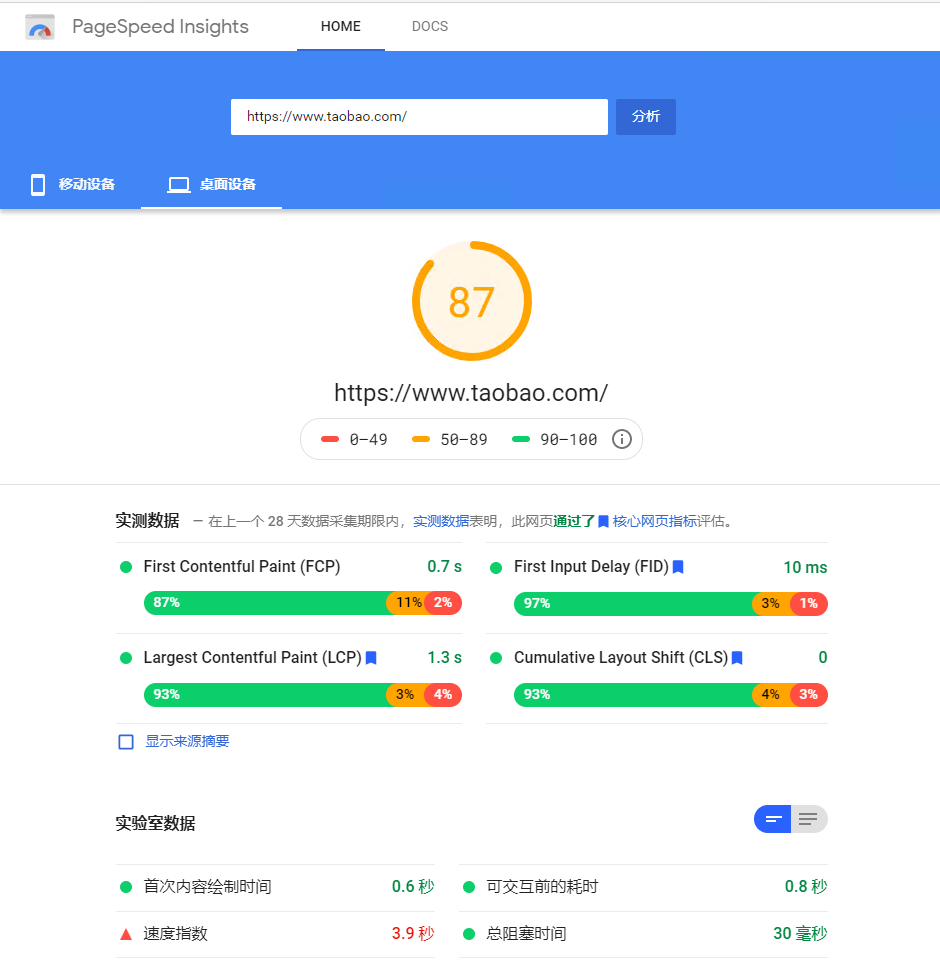 PageSpeed Insights HOME DOCS
https://www.taobao.com/ 分析
移动设备 桌面设备
87
https://www.taobao.com/
0–49 50–89 90–100
实测数据 — 在上一个 28 天数据采集期限内，实测数据表明，此网页通过了 核心网页指标评估。
First Contentful Paint (FCP) 0.7 s First Input Delay (FID) 10 ms
87% 11% 2% 97% 3% 1%
Largest Contentful Paint (LCP) 1.3 s Cumulative Layout Shift (CLS) 0
93% 3% 4% 93% 4% 3%
显示来源摘要
实验室数据
首次内容绘制时间 0.6 秒 可交互前的耗时 0.8 秒
速度指数 3.9 秒 总阻塞时间 30 毫秒